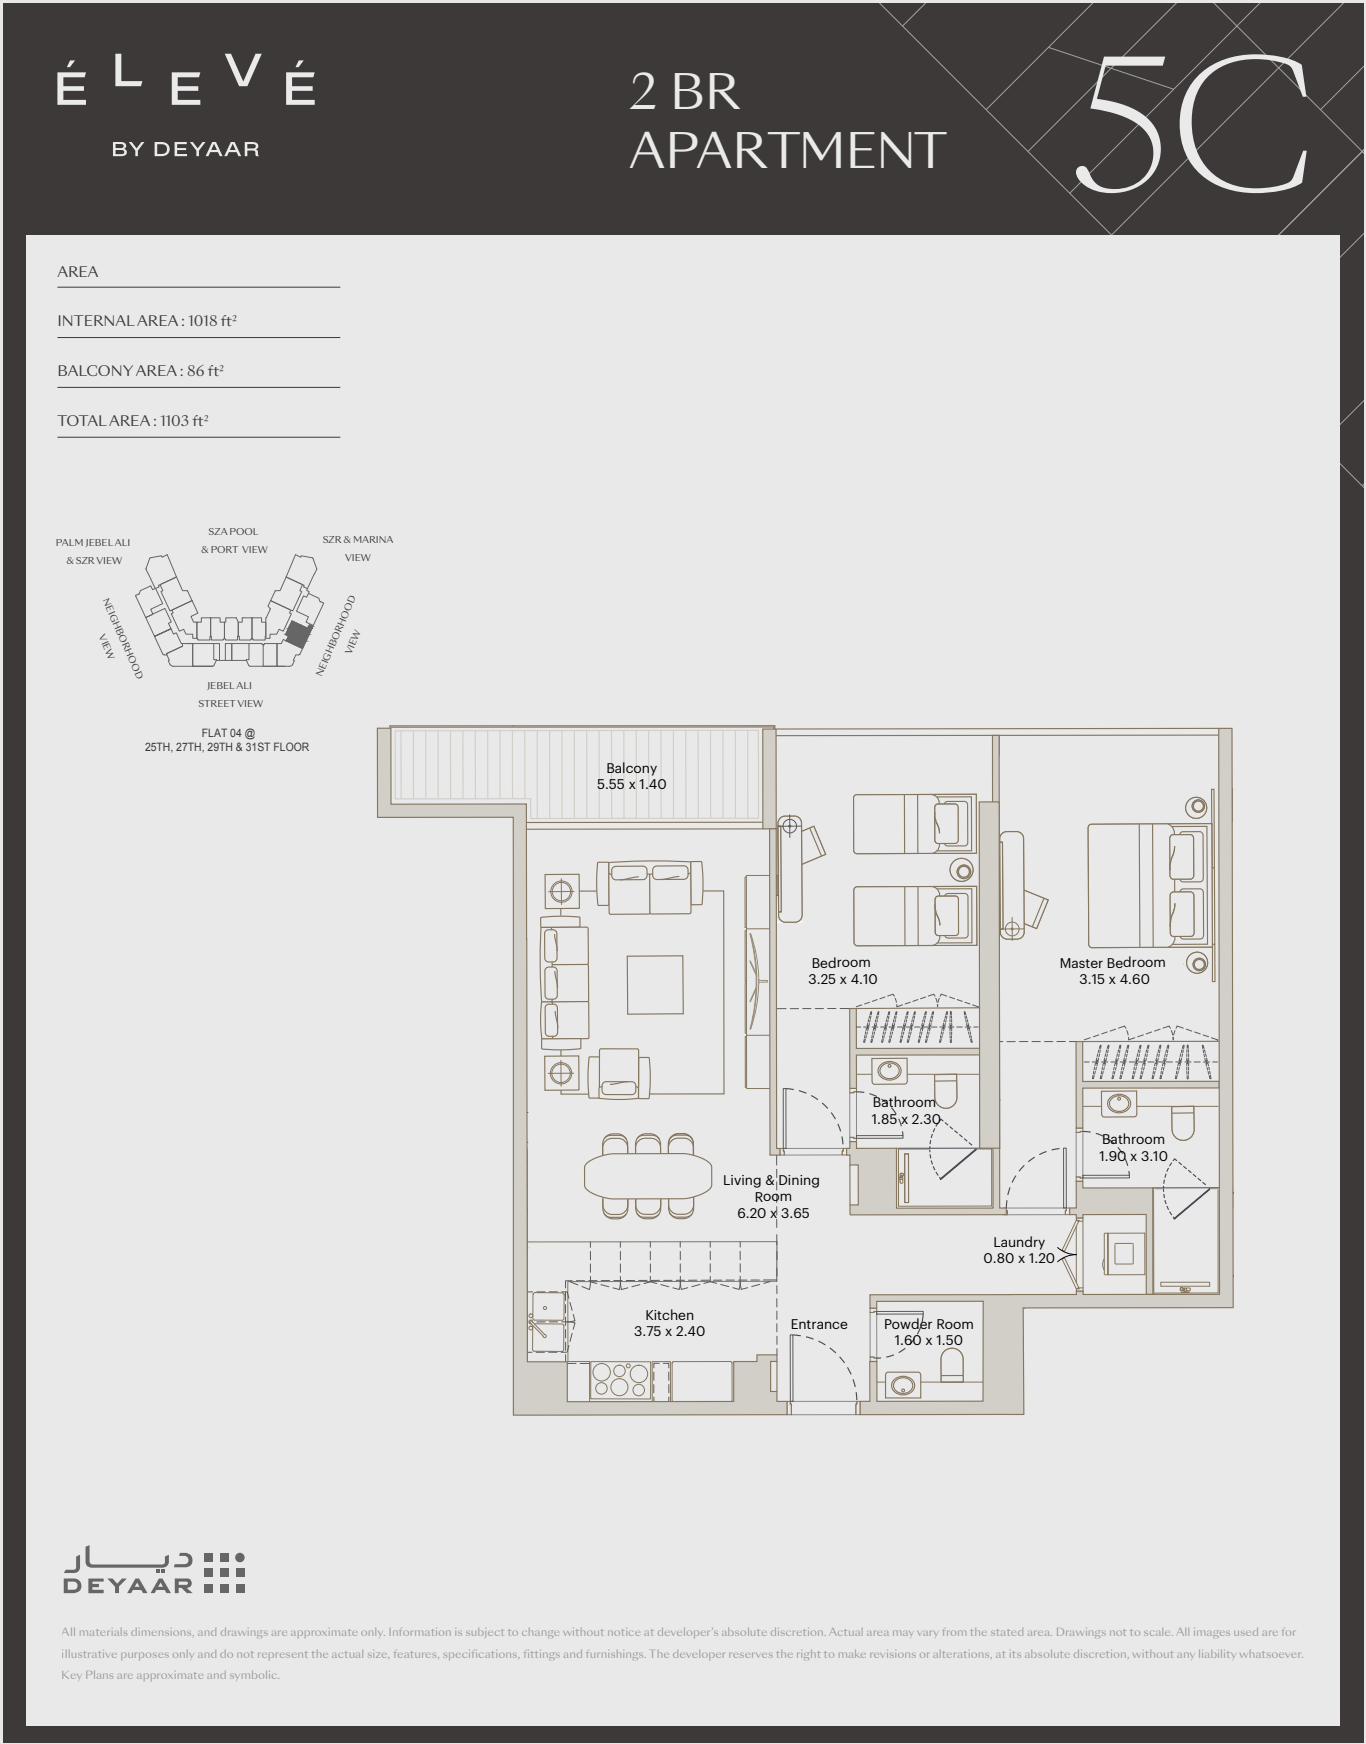 ÉLEVÉ
BY DEYAAR
2 BR
APARTMENT
5C
AREA
INTERNAL AREA : 1018 ft²
BALCONY AREA : 86 ft²
TOTAL AREA : 1103 ft²
PALM JEBEL ALI
& SZR VIEW
SZA POOL
& PORT VIEW
SZR & MARINA
VIEW
NEIGHBORHOOD
VIEW
NEIGHBORHOOD
VIEW
JEBEL ALI
STREET VIEW
FLAT 04 @
25TH, 27TH, 29TH & 31ST FLOOR
Balcony
5.55 x 1.40
Bedroom
3.25 x 4.10
Master Bedroom
3.15 x 4.60
Bathroom
1.85 x 2.30
Bathroom
1.90 x 3.10
Living & Dining
Room
6.20 x 3.65
Laundry
0.80 x 1.20
Kitchen
3.75 x 2.40
Entrance
Powder Room
1.60 x 1.50
ديار
DEYAAR
All materials dimensions, and drawings are approximate only. Information is subject to change without notice at developer's absolute discretion. Actual area may vary from the stated area. Drawings not to scale. All images used are for
illustrative purposes only and do not represent the actual size, features, specifications, fittings and furnishings. The developer reserves the right to make revisions or alterations, at its absolute discretion, without any liability whatsoever.
Key Plans are approximate and symbolic.